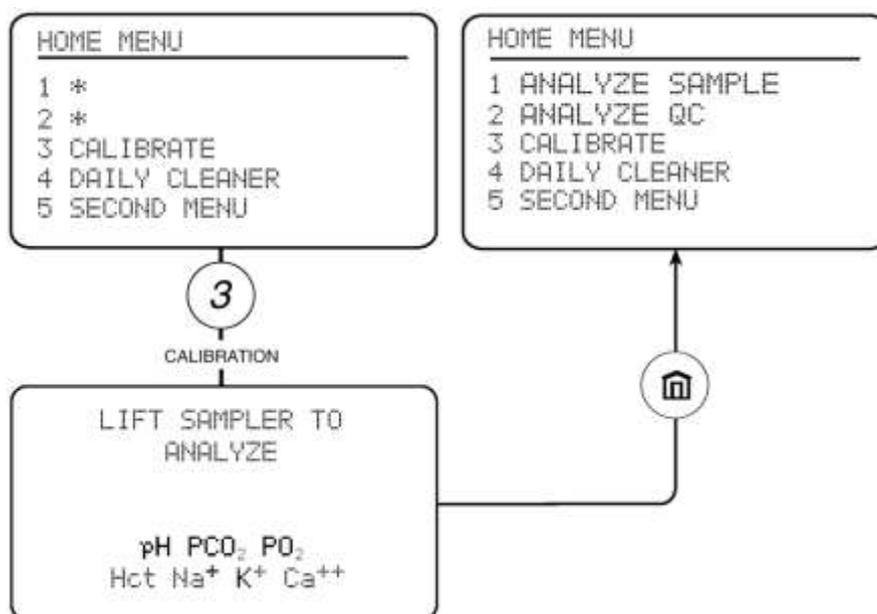 HOME MENU
1 *
2 *
3 CALIBRATE
4 DAILY CLEANER
5 SECOND MENU
3
CALIBRATION
LIFT SAMPLER TO
ANALYZE
pH PCO₂ PO₂
Hct Na⁺ K⁺ Ca⁺⁺
HOME MENU
1 ANALYZE SAMPLE
2 ANALYZE QC
3 CALIBRATE
4 DAILY CLEANER
5 SECOND MENU